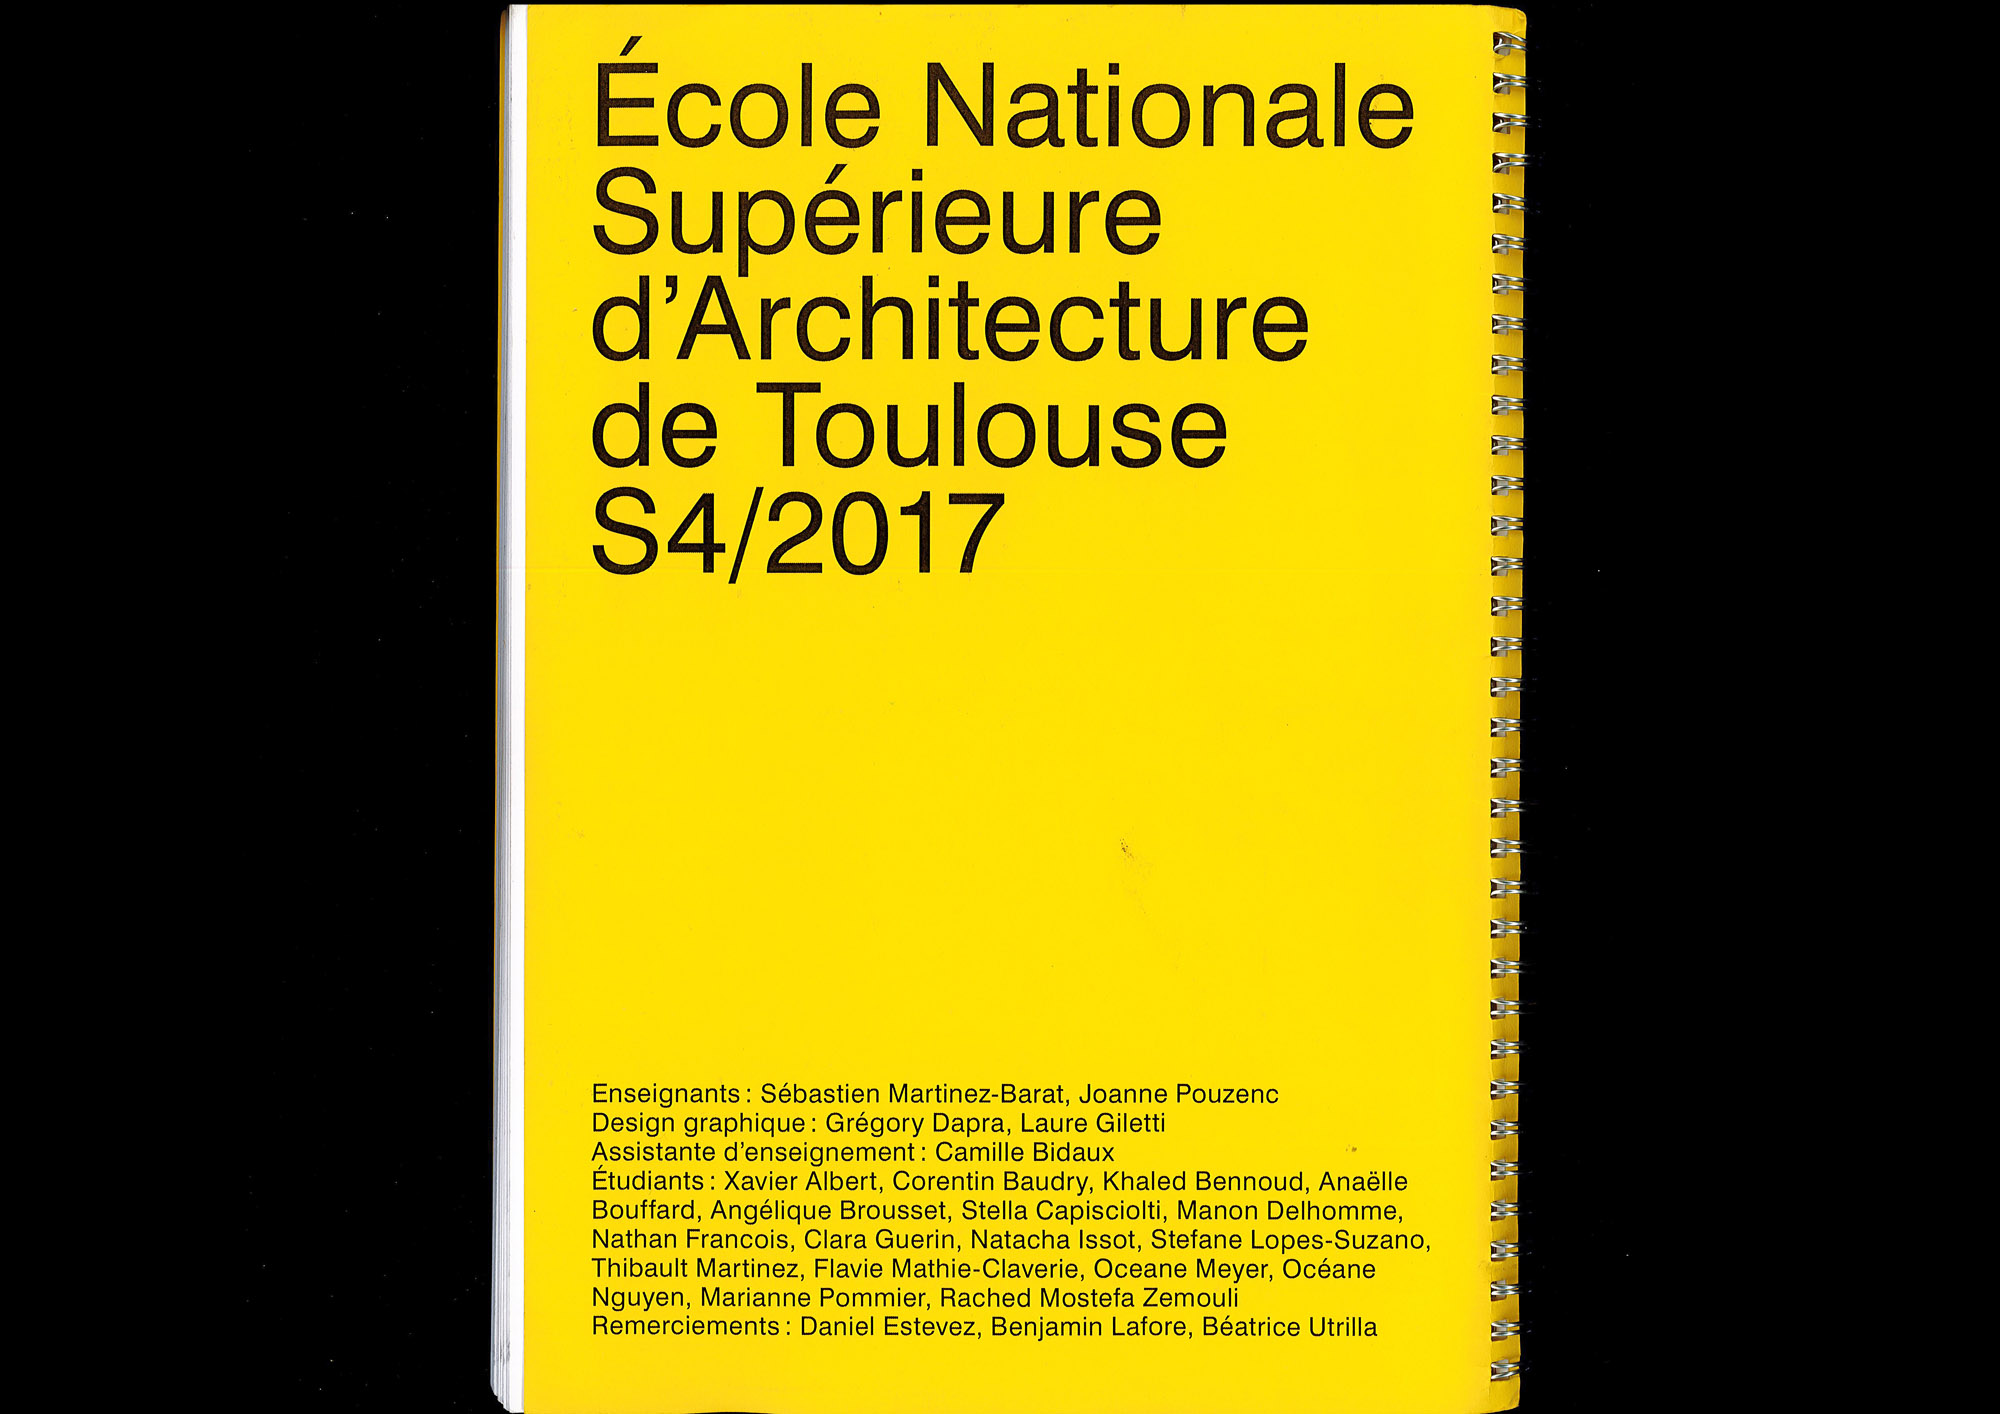 École Nationale
Supérieure
d’Architecture
de Toulouse
S4/2017
Enseignants : Sébastien Martinez-Barat, Joanne Pouzenc
Design graphique : Grégory Dapra, Laure Giletti
Assistante d’enseignement : Camille Bidaux
Étudiants : Xavier Albert, Corentin Baudry, Khaled Bennoud, Anaëlle
Bouffard, Angélique Brousset, Stella Capisciolti, Manon Delhomme,
Nathan Francois, Clara Guerin, Natacha Issot, Stefane Lopes-Suzano,
Thibault Martinez, Flavie Mathie-Claverie, Oceane Meyer, Océane
Nguyen, Marianne Pommier, Rached Mostefa Zemouli
Remerciements : Daniel Estevez, Benjamin Lafore, Béatrice Utrilla